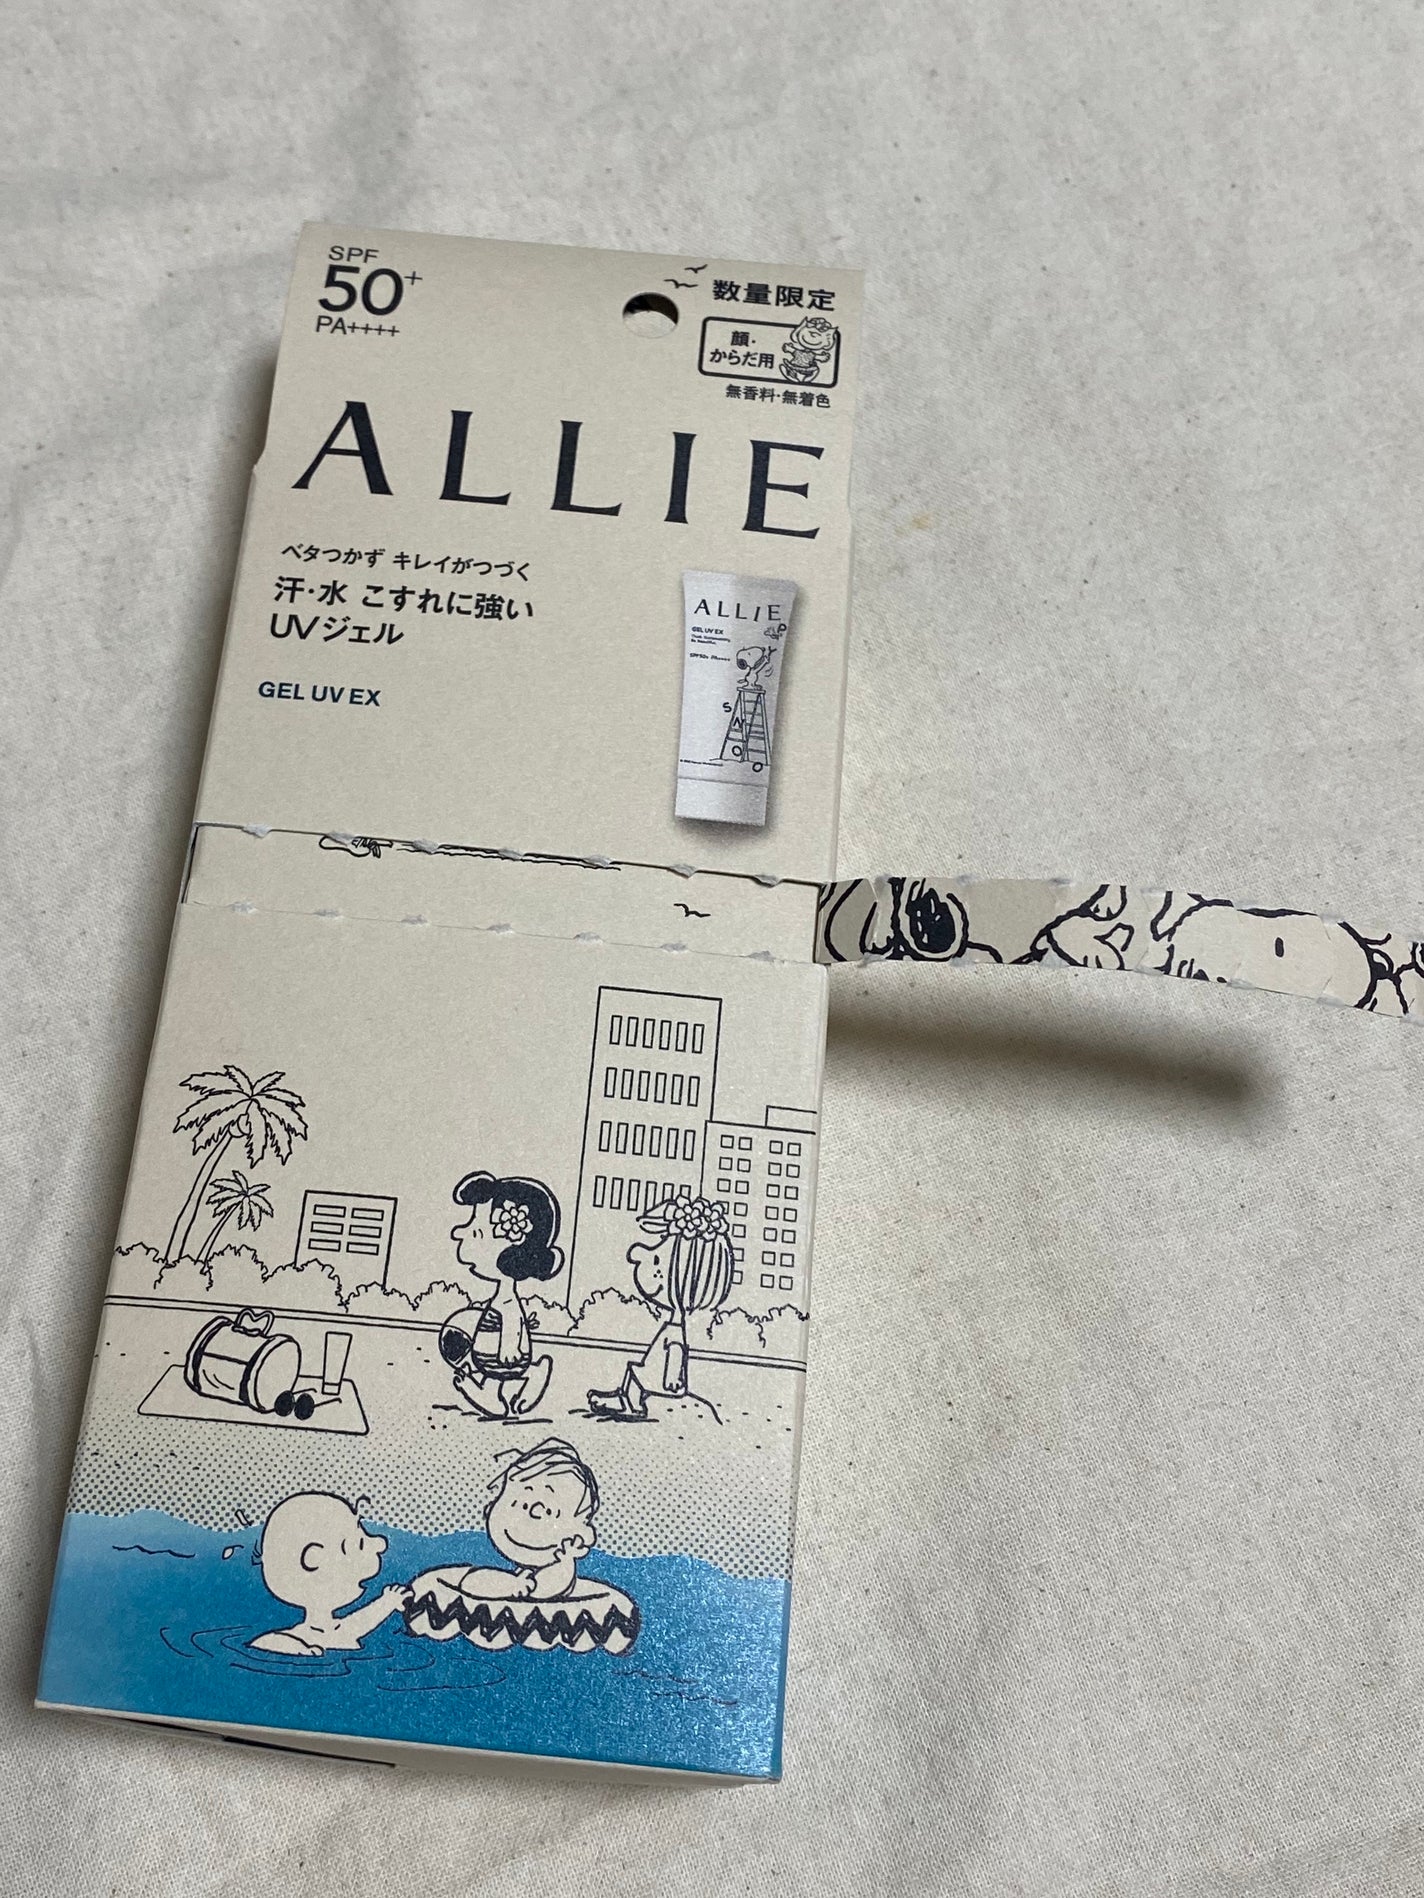 SPF
50+
PA++++
数量限定
顔・
からだ用
無香料・無着色
ALLIE
ベタつかず キレイがつづく
汗・水 こすれに強い
UVジェル
GEL UV EX
ALLIE
GEL UV EX
SPF50+ PA++++
S
N
O
O
P